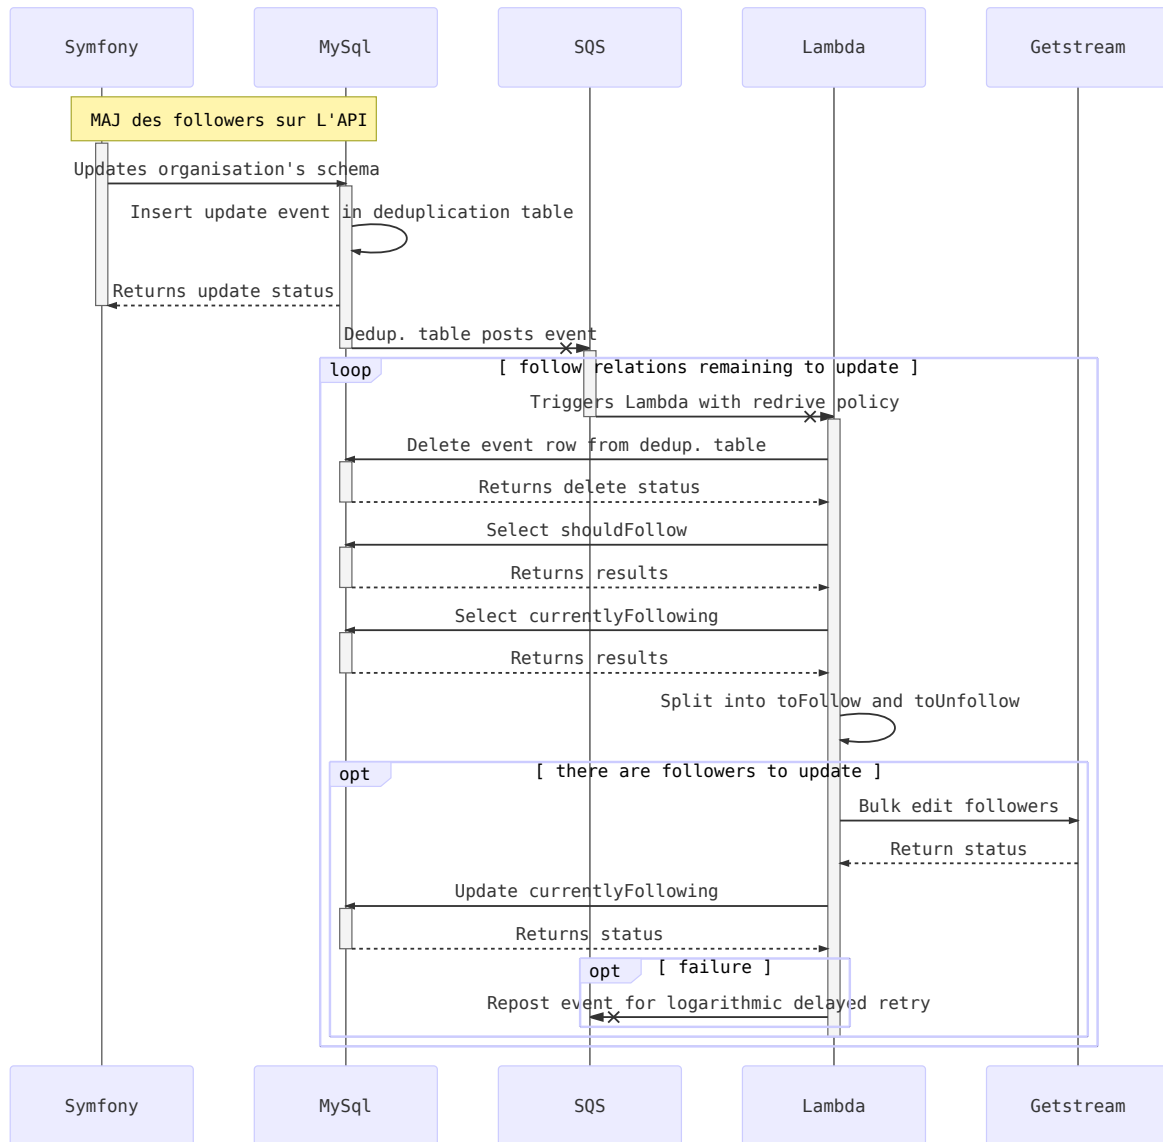 Symfony
MySql
SQS
Lambda
Getstream
MAJ des followers sur L'API
Updates organisation's schema
Insert update event in deduplication table
Returns update status
Dedup. table posts event
loop
[ follow relations remaining to update ]
Triggers Lambda with redrive policy
Delete event row from dedup. table
Returns delete status
Select shouldFollow
Returns results
Select currentlyFollowing
Returns results
Split into toFollow and toUnfollow
opt
[ there are followers to update ]
Bulk edit followers
Return status
Update currentlyFollowing
Returns status
opt
[ failure ]
Repost event for logarithmic delayed retry
Symfony
MySql
SQS
Lambda
Getstream